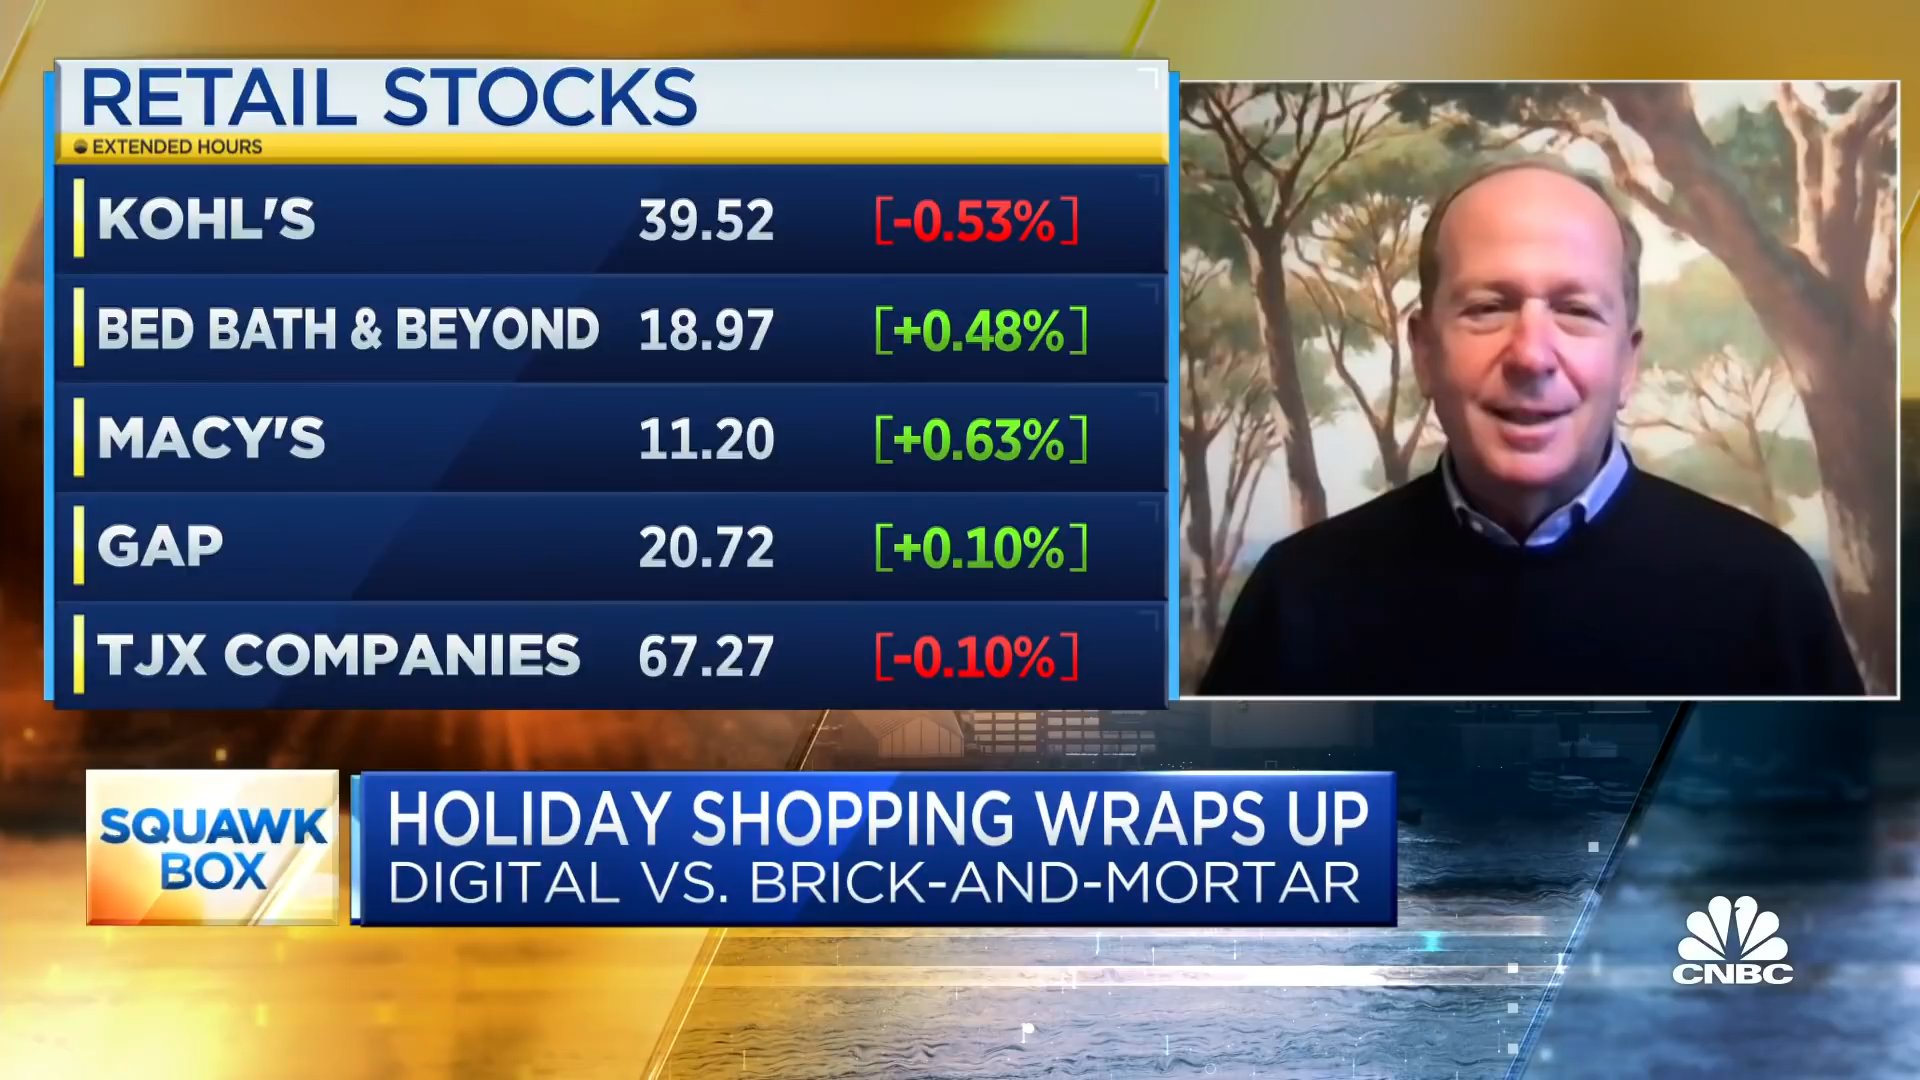 RETAIL STOCKS
EXTENDED HOURS
KOHL'S 39.52 [-0.53%]
BED BATH & BEYOND 18.97 [+0.48%]
MACY'S 11.20 [+0.63%]
GAP 20.72 [+0.10%]
TJX COMPANIES 67.27 [-0.10%]
SQUAWK
BOX
HOLIDAY SHOPPING WRAPS UP
DIGITAL VS. BRICK-AND-MORTAR
CNBC